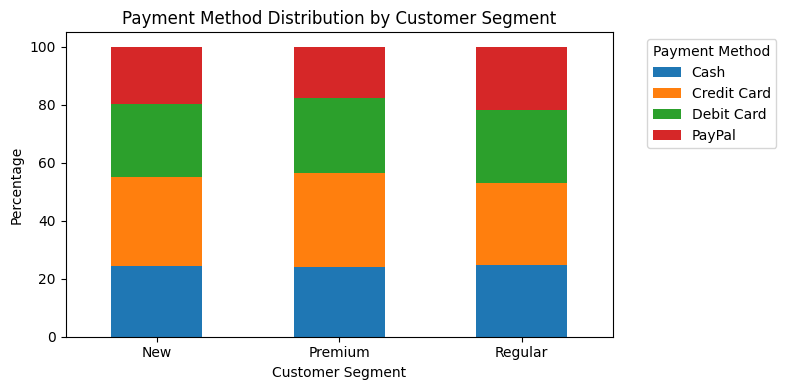 Payment Method Distribution by Customer Segment
Percentage
100
80
60
40
20
0
New
Premium
Regular
Customer Segment
Payment Method
Cash
Credit Card
Debit Card
PayPal